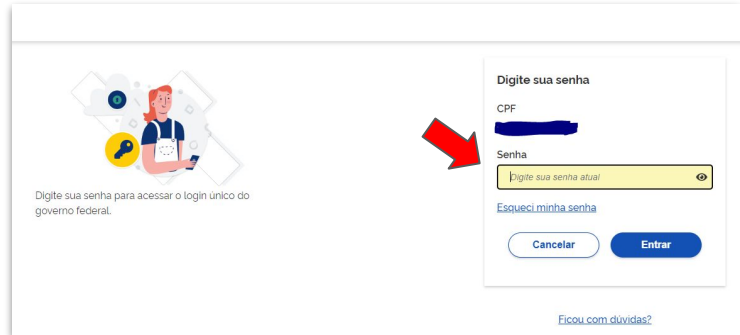 Digite sua senha para acessar o login único do
governo federal.
Digite sua senha
CPF
Senha
Digite sua senha atual
Esqueci minha senha
Cancelar Entrar
Ficou com dúvidas?